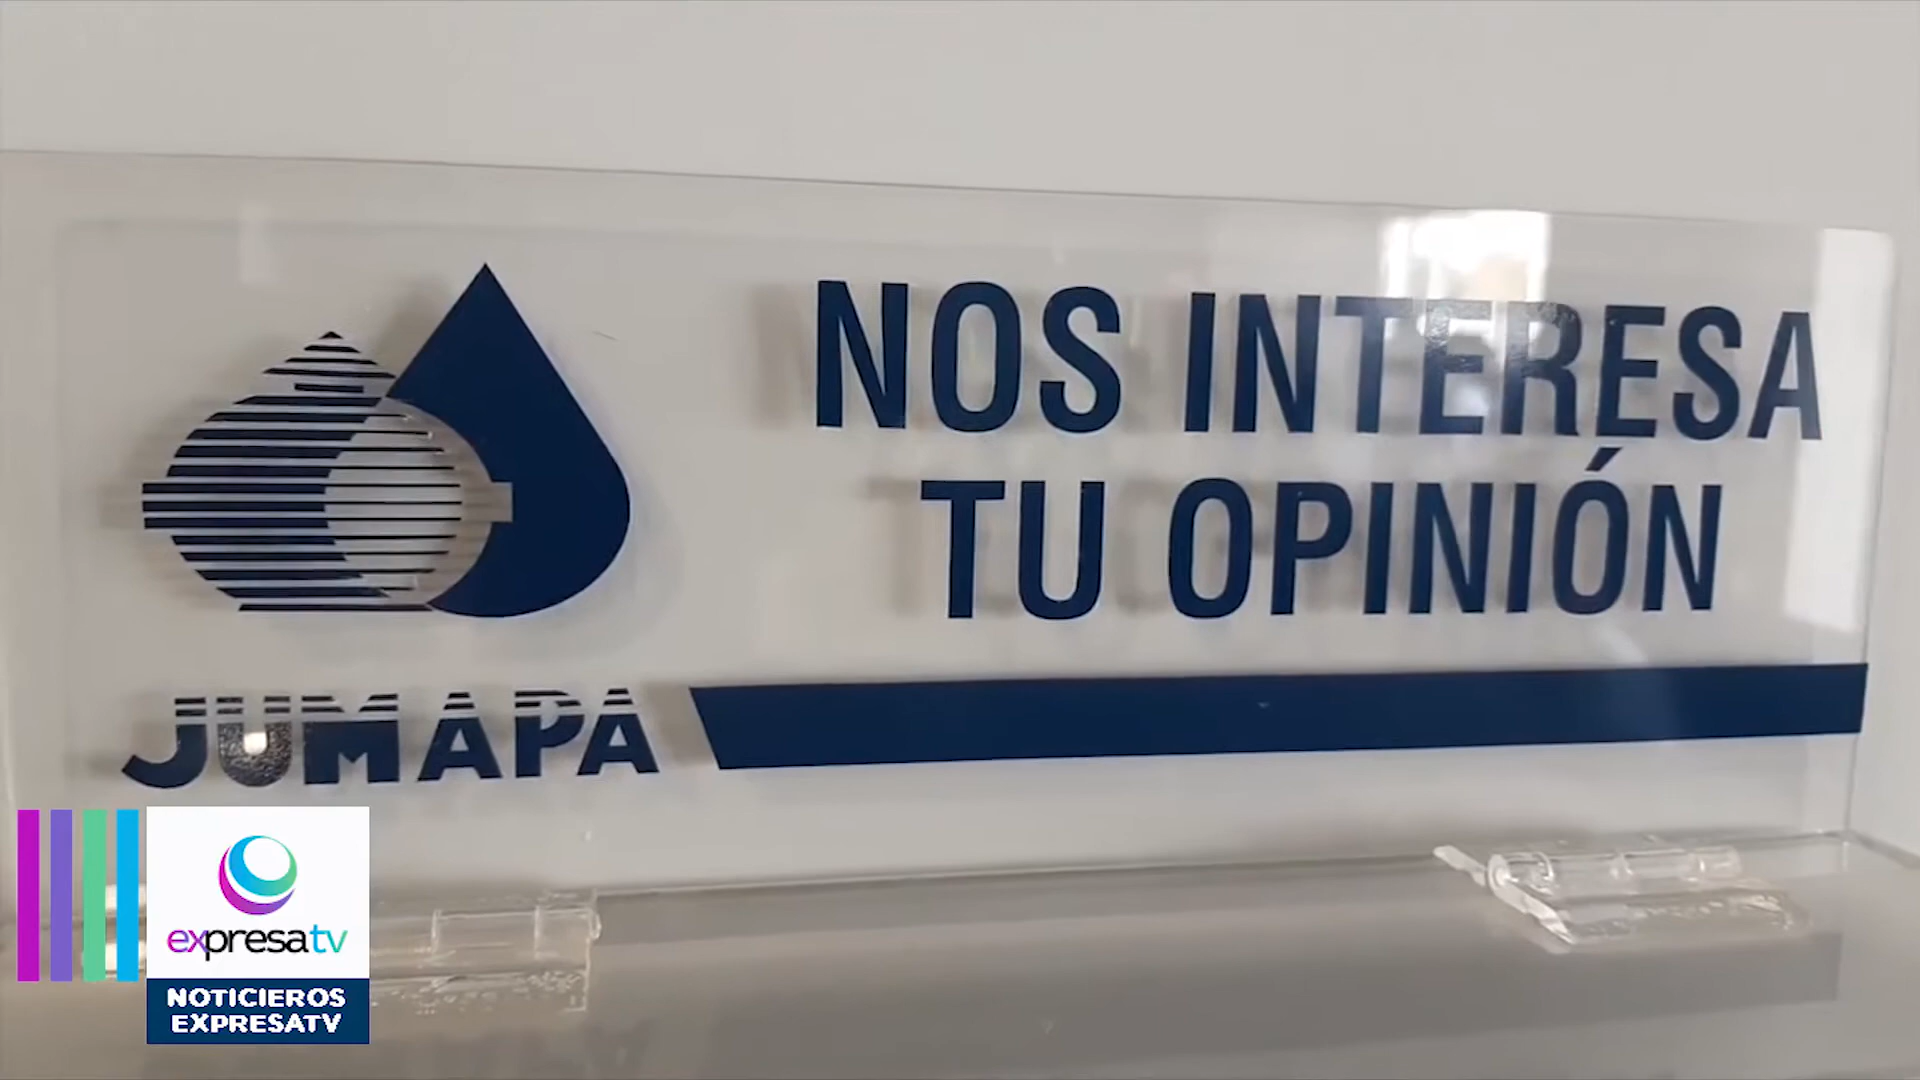 NOS INTERESA
TU OPINIÓN
JUMAPA
expresatv
NOTICIEROS
EXPRESATV